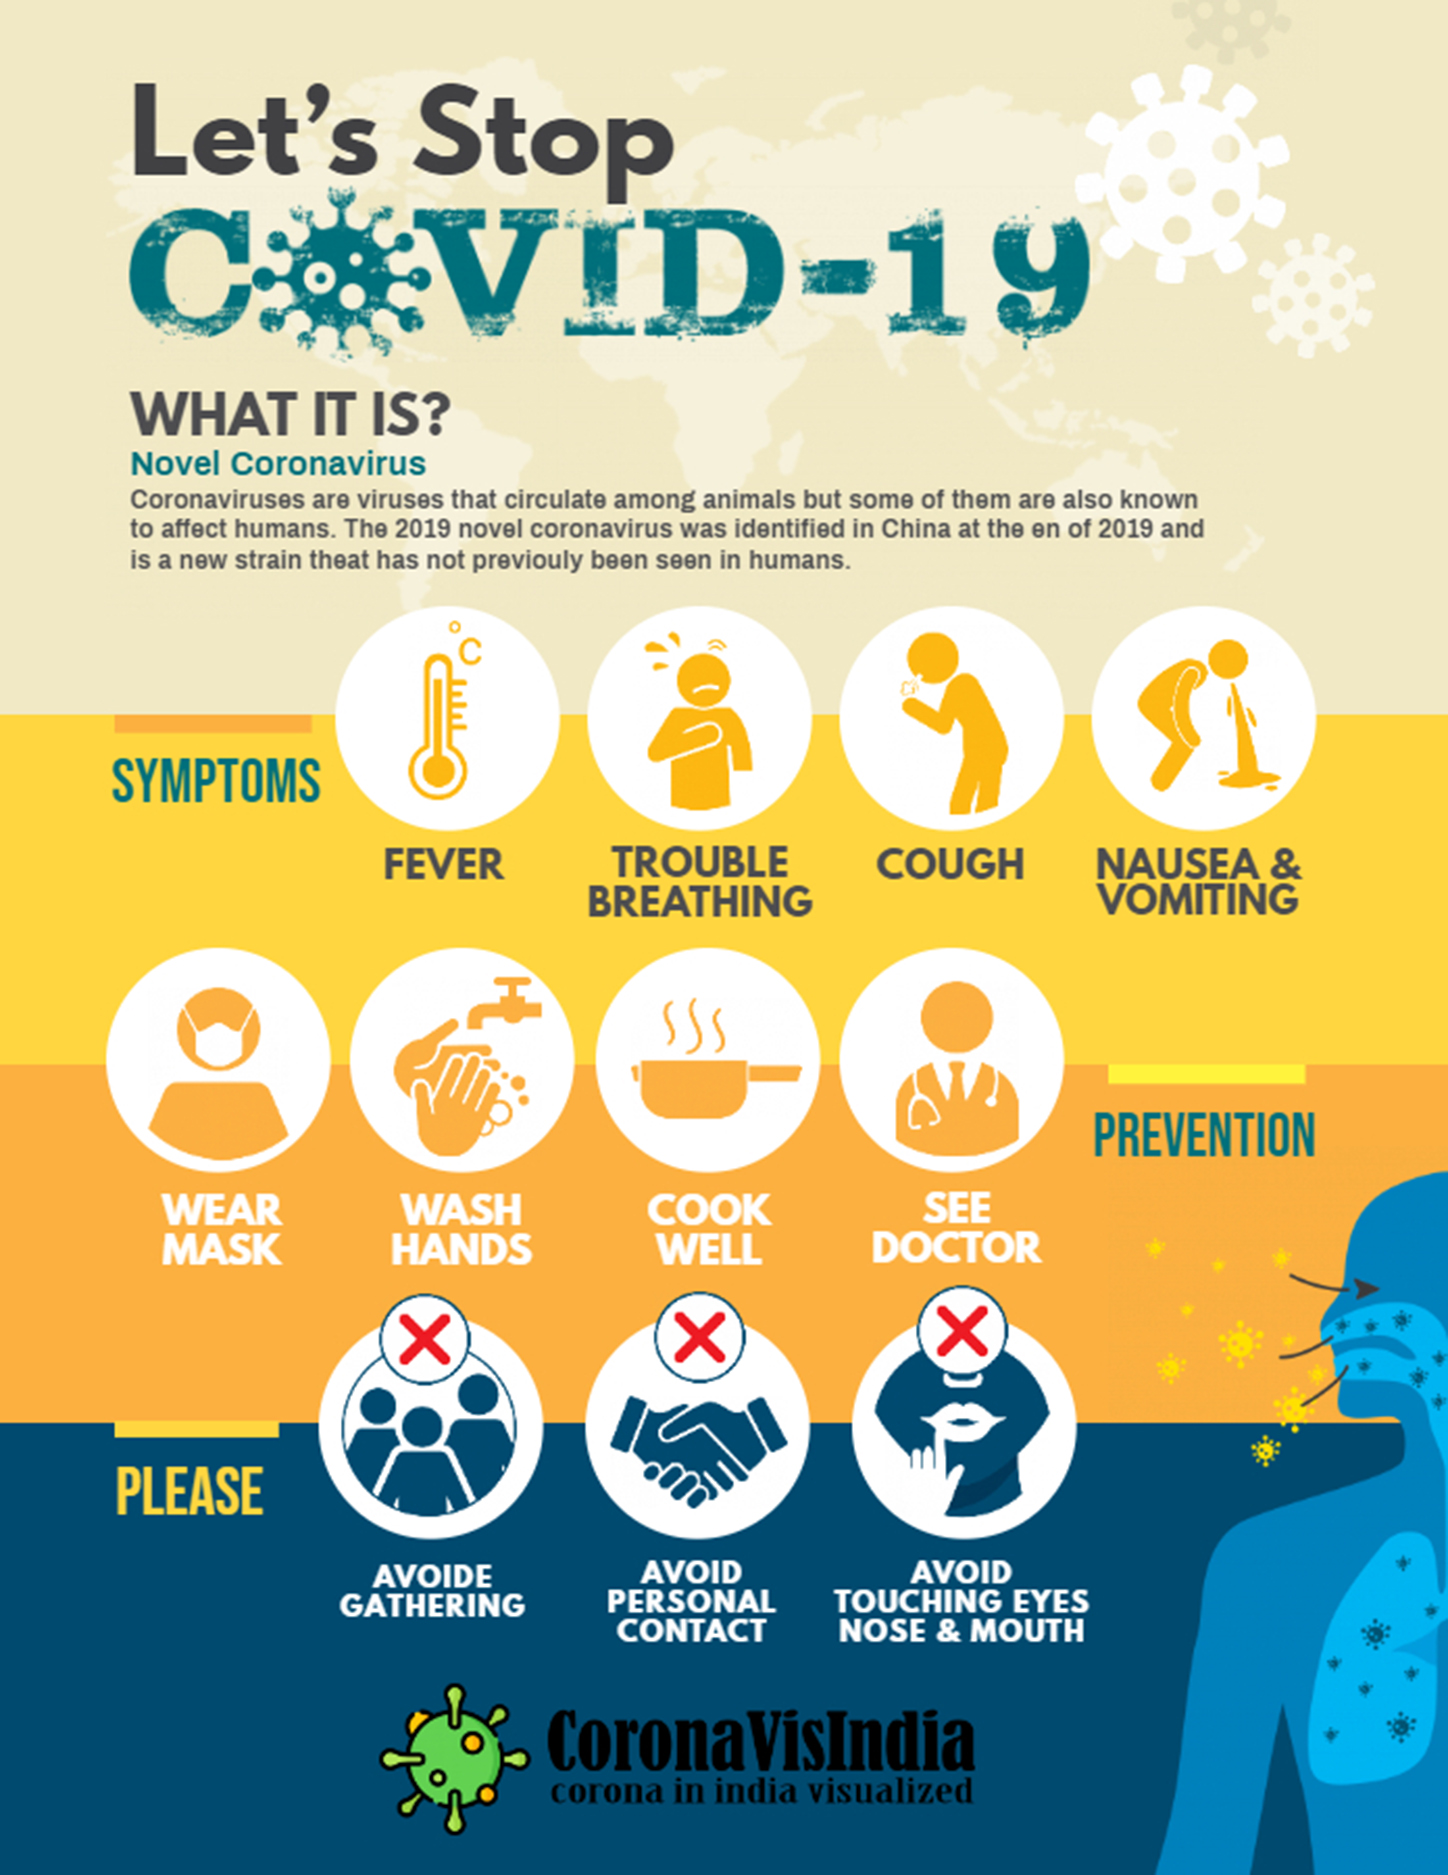 Let's Stop
COVID-19
WHAT IT IS?
Novel Coronavirus
Coronaviruses are viruses that circulate among animals but some of them are also known
to affect humans. The 2019 novel coronavirus was identified in China at the en of 2019 and
is a new strain theat has not previouly been seen in humans.
°C
SYMPTOMS
FEVER
TROUBLE
BREATHING
COUGH
NAUSEA &
VOMITING
PREVENTION
WEAR
MASK
WASH
HANDS
COOK
WELL
SEE
DOCTOR
PLEASE
AVOIDE
GATHERING
AVOID
PERSONAL
CONTACT
AVOID
TOUCHING EYES
NOSE & MOUTH
CoronaVisIndia
corona in india visualized